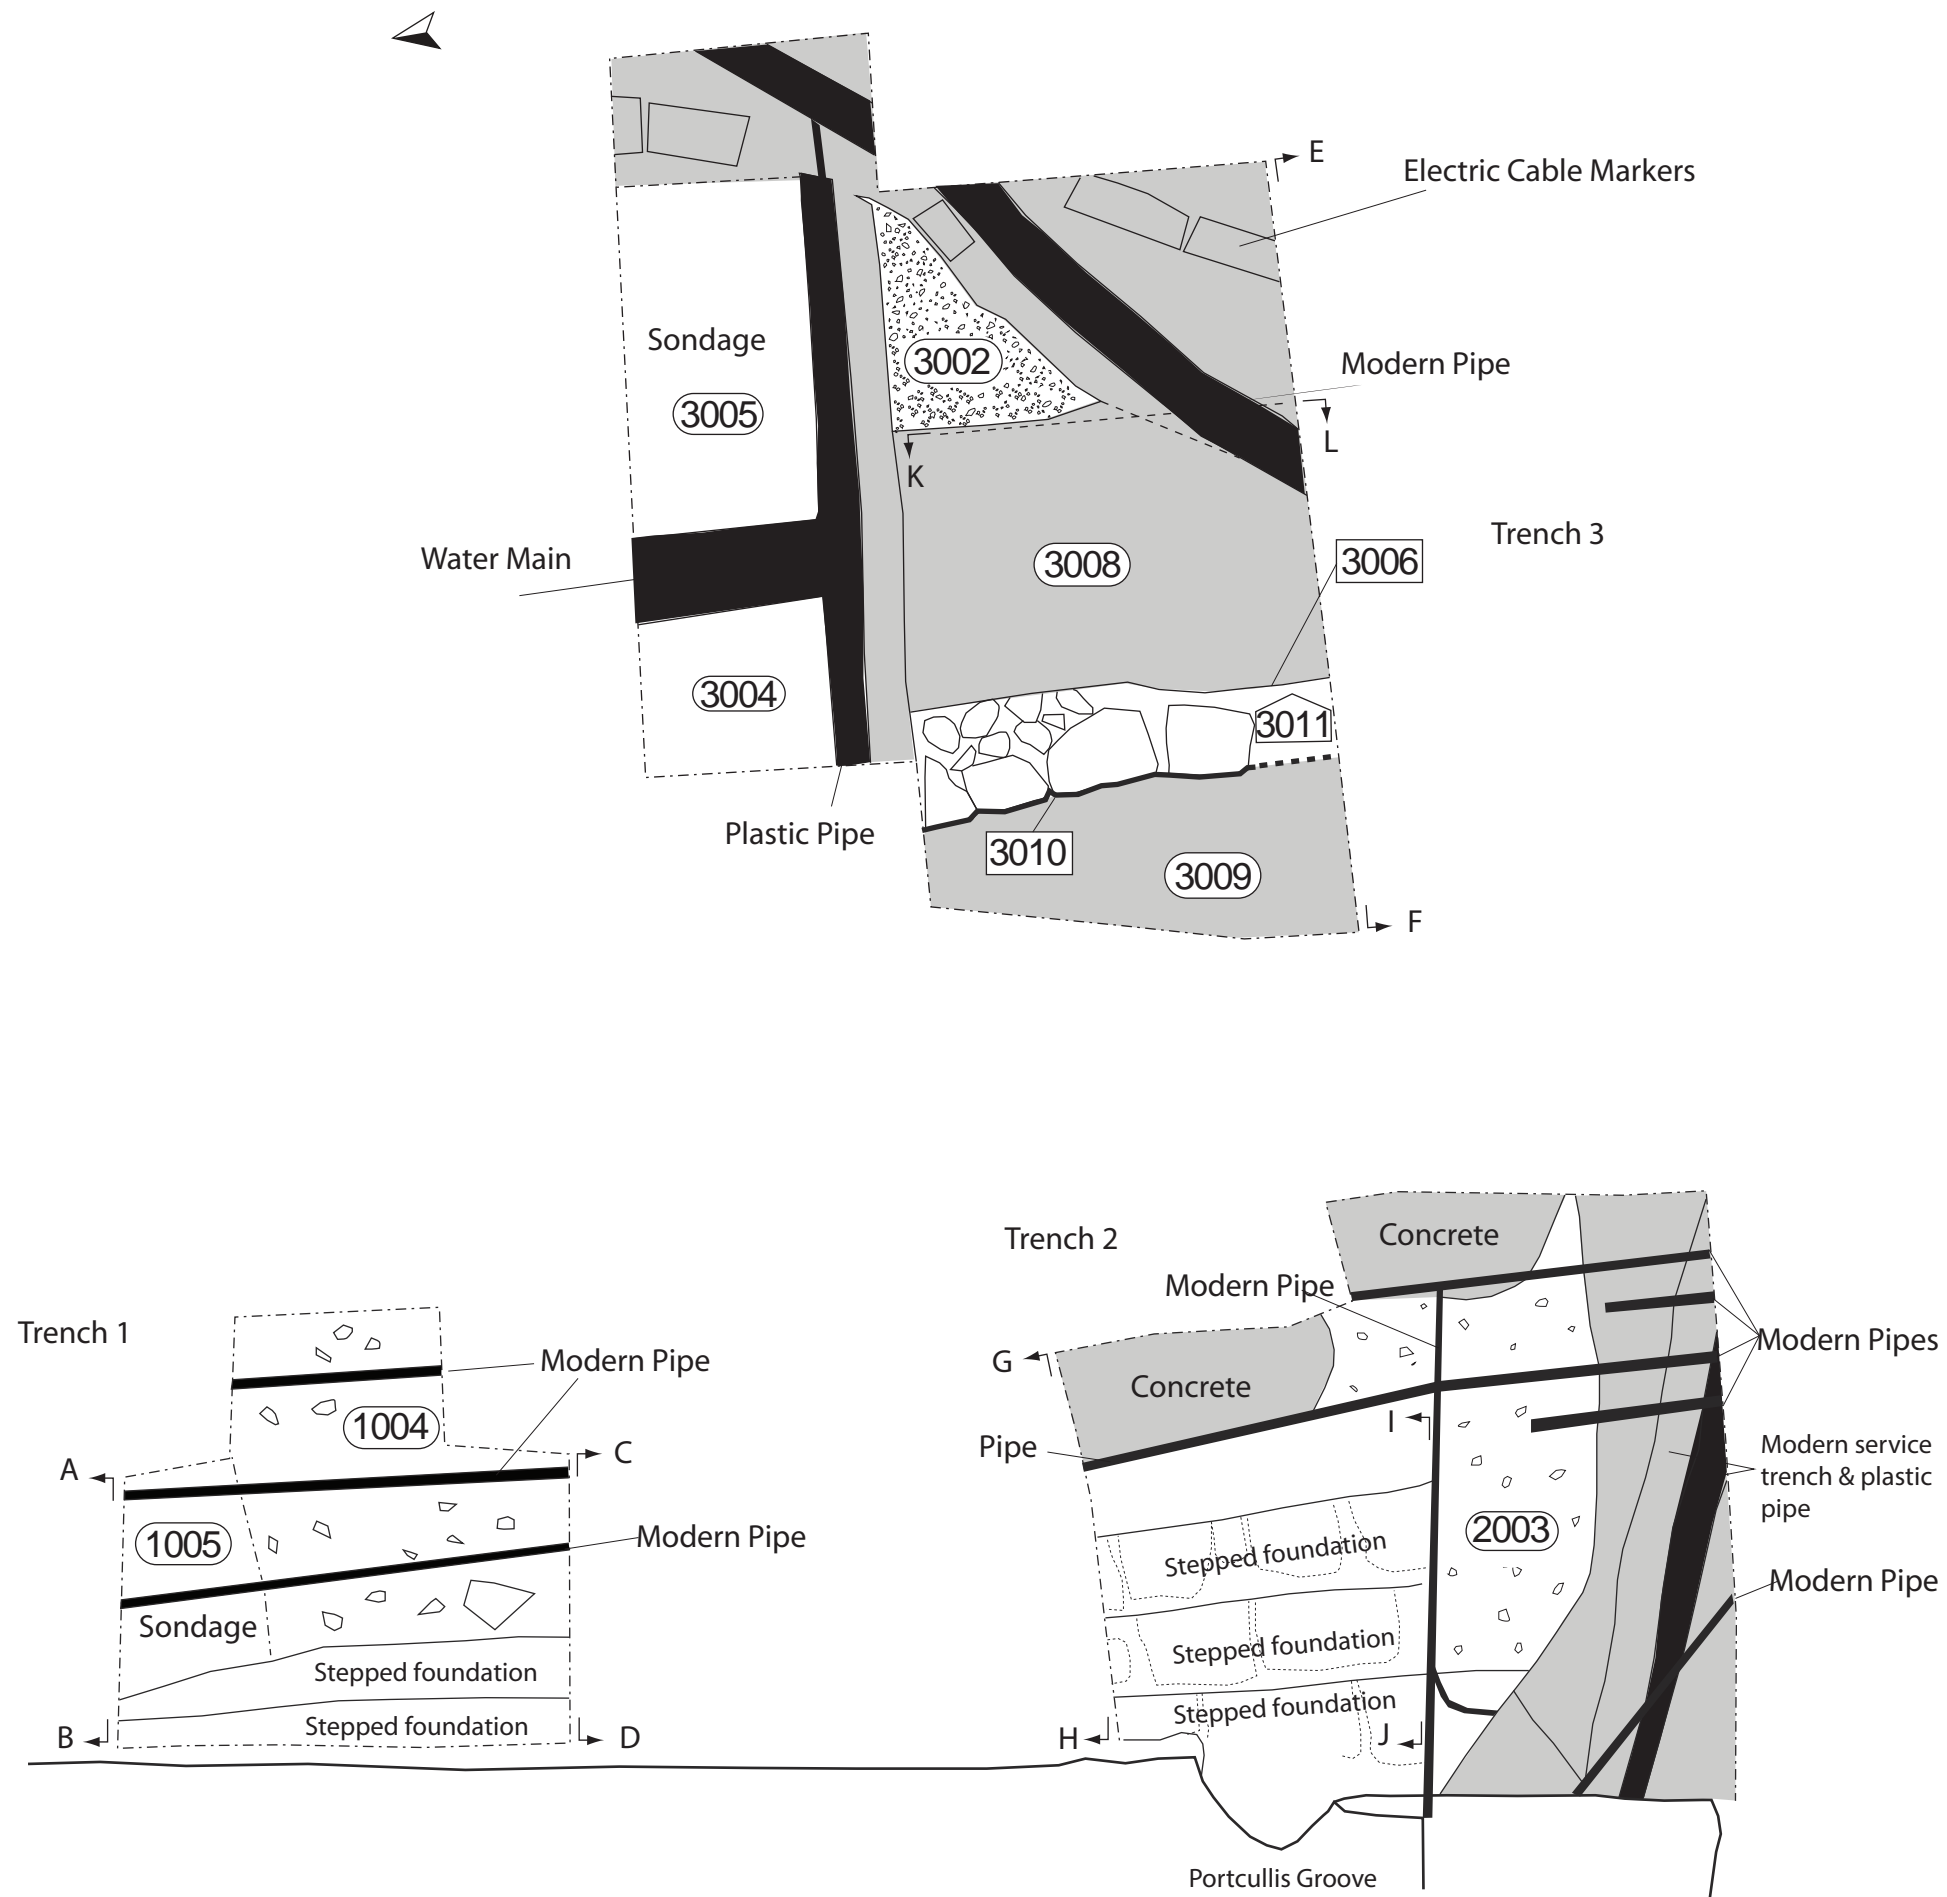 E
Electric Cable Markers
Sondage
3002
Modern Pipe
3005
L
K
Trench 3
Water Main
3008
3006
3004
3011
Plastic Pipe
3010
3009
F
Trench 2
Concrete
Modern Pipe
Trench 1
Modern Pipes
Modern Pipe
G
Concrete
1004
I
Pipe
C
A
Modern service
trench & plastic
pipe
2003
1005
Modern Pipe
Stepped foundation
Modern Pipe
Sondage
Stepped foundation
Stepped foundation
Stepped foundation
Stepped foundation
B
D
H
J
Portcullis Groove